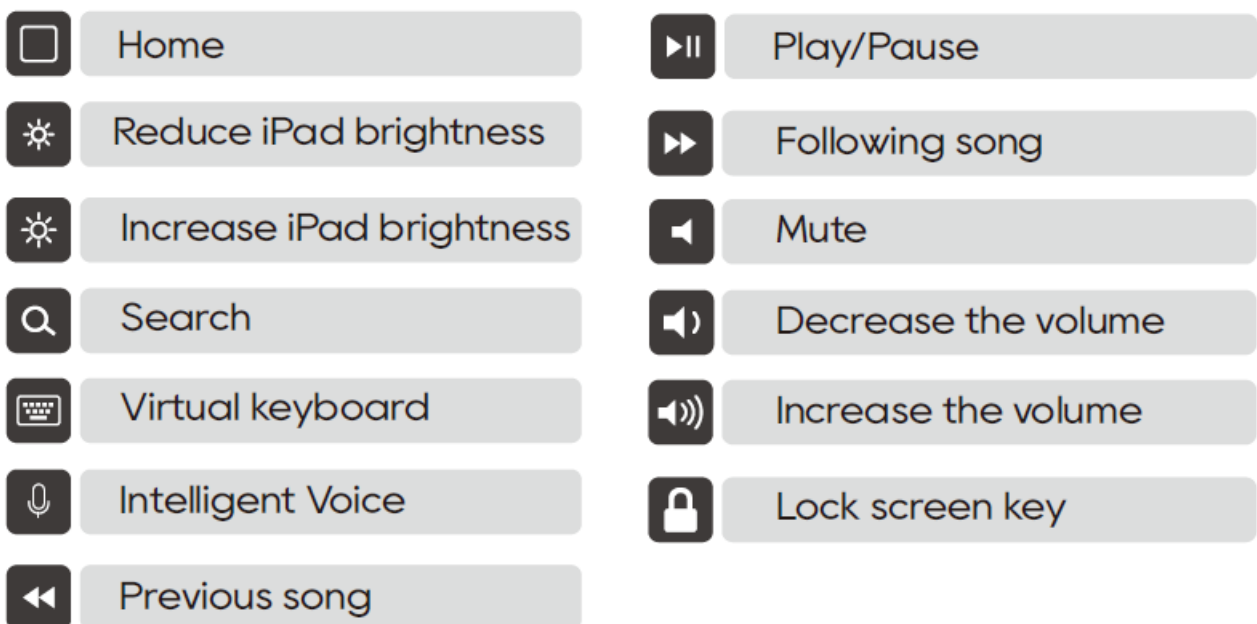 Home
Reduce iPad brightness
Increase iPad brightness
Search
Virtual keyboard
Intelligent Voice
Previous song
Play/Pause
Following song
Mute
Decrease the volume
Increase the volume
Lock screen key